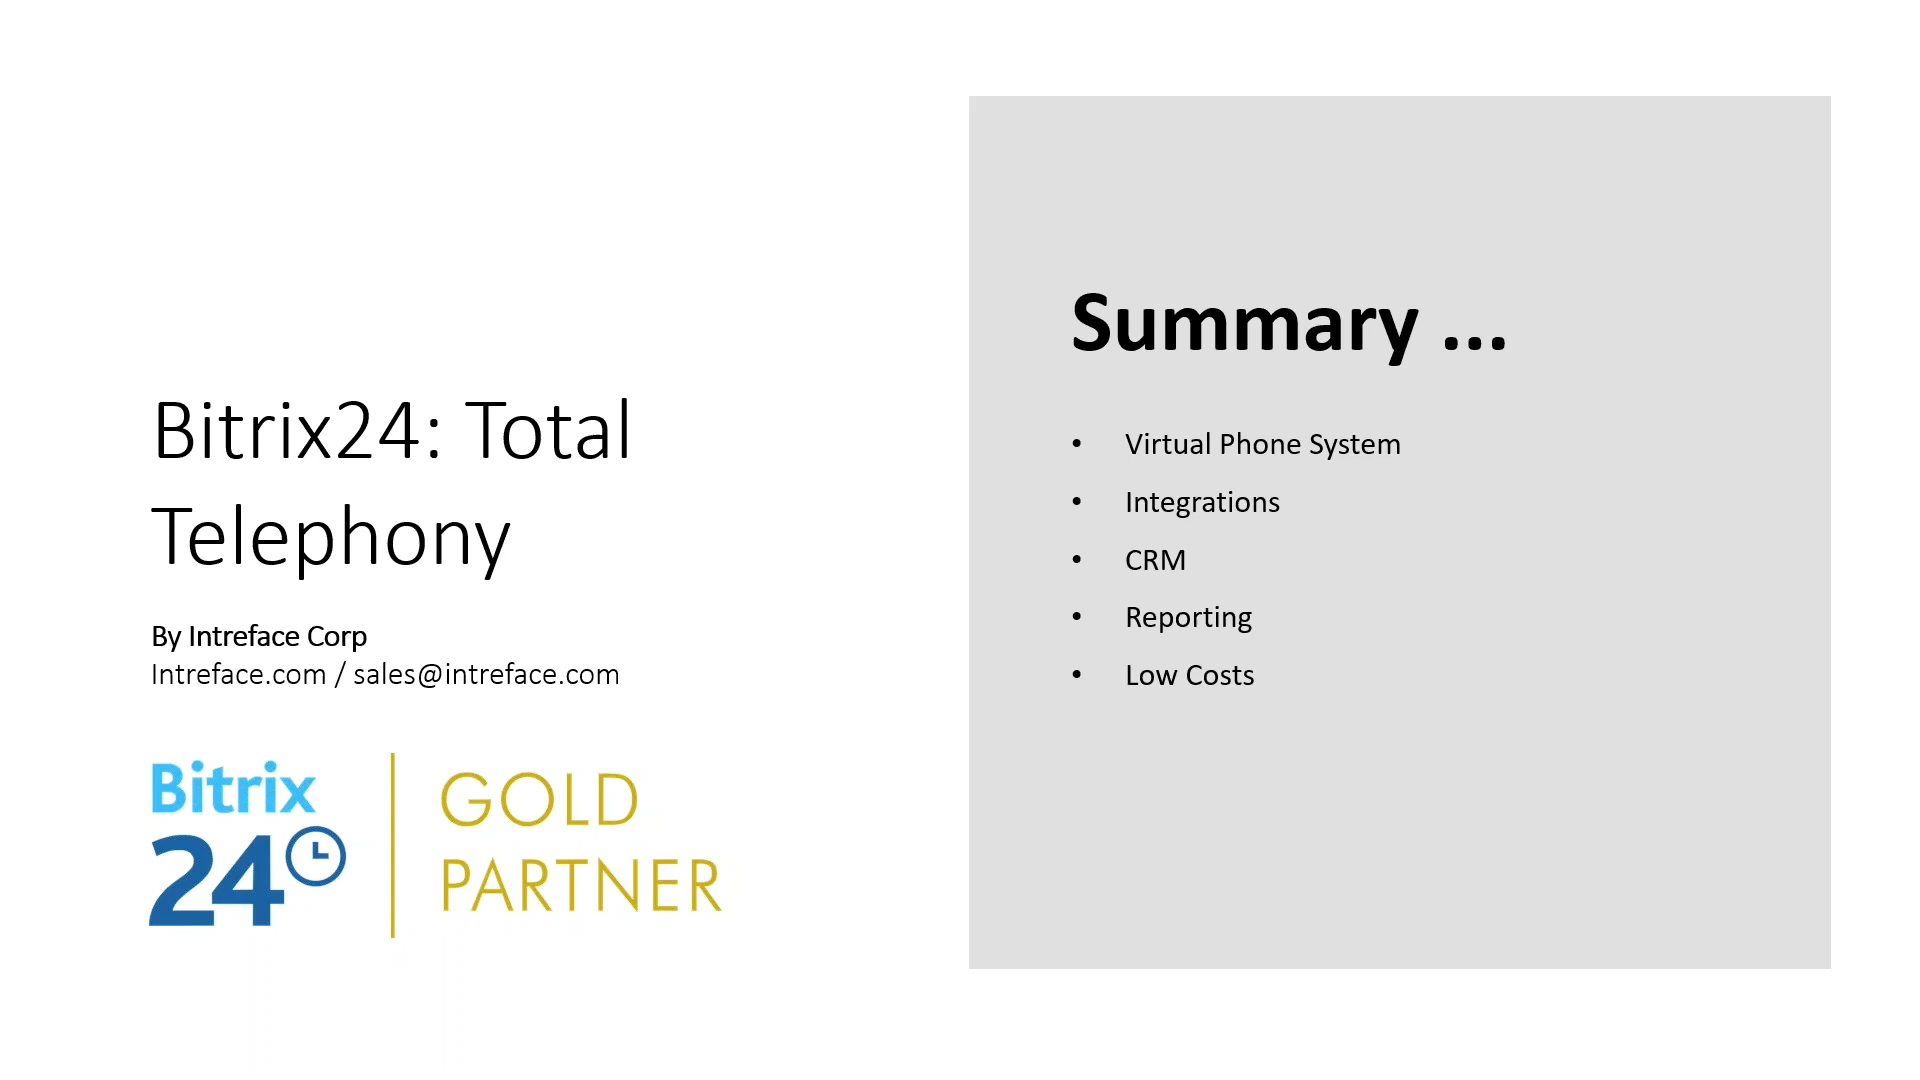 Bitrix24: Total
Telephony
By Intreface Corp
Intreface.com / sales@intreface.com
Bitrix
24
GOLD
PARTNER
Summary ...
• Virtual Phone System
• Integrations
• CRM
• Reporting
• Low Costs